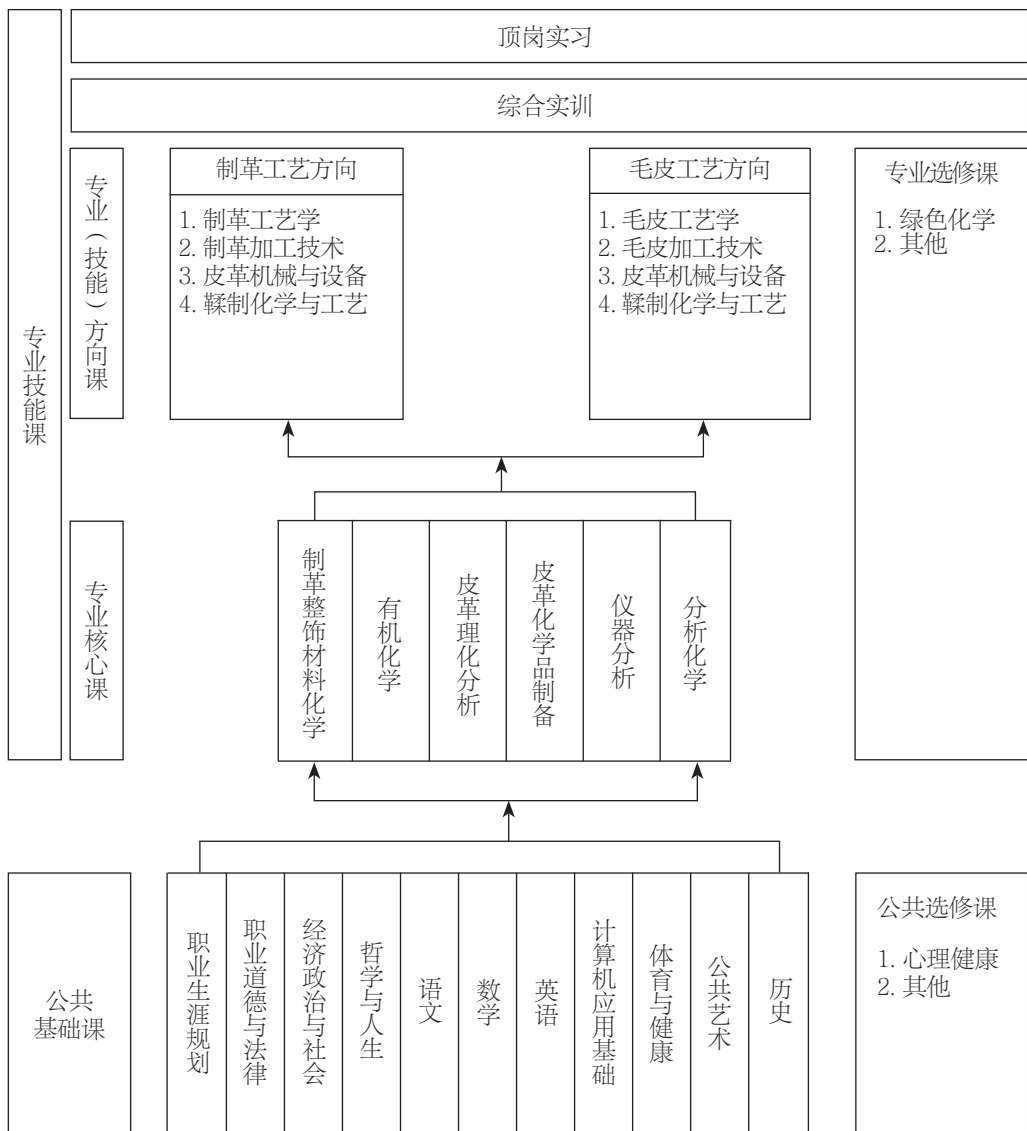 顶岗实习
综合实训
专业技能课
专业（技能）方向课
制革工艺方向
1. 制革工艺学
2. 制革加工技术
3. 皮革机械与设备
4. 鞣制化学与工艺
毛皮工艺方向
1. 毛皮工艺学
2. 毛皮加工技术
3. 皮革机械与设备
4. 鞣制化学与工艺
专业选修课
1. 绿色化学
2. 其他
专业核心课
制革整饰材料化学
有机化学
皮革理化分析
皮革化学品制备
仪器分析
分析化学
公共
基础课
职业生涯规划
职业道德与法律
经济政治与社会
哲学与人生
语文
数学
英语
计算机应用基础
体育与健康
公共艺术
历史
公共选修课
1. 心理健康
2. 其他